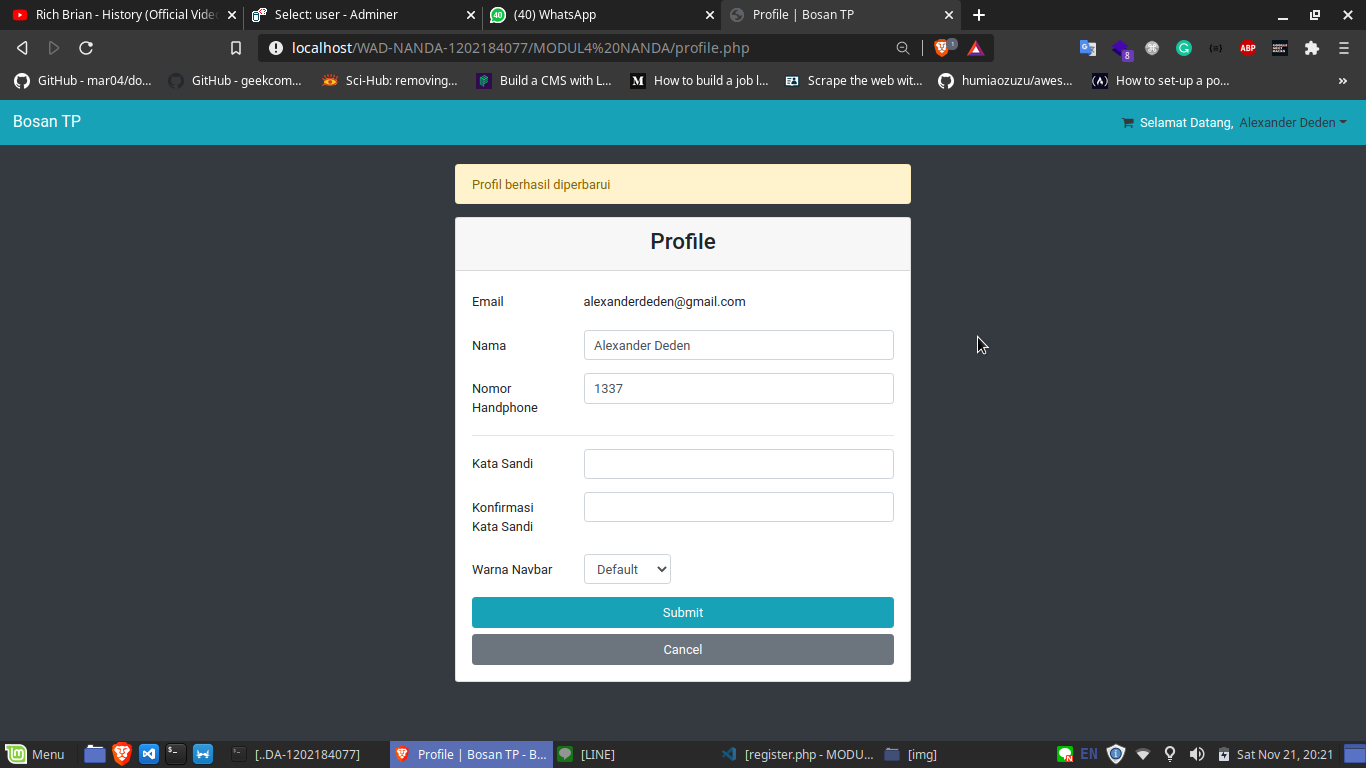 Rich Brian - History (Official Vide
Select: user - Adminer
(40) WhatsApp
Profile | Bosan TP
localhost/WAD-NANDA-1202184077/MODUL4%20NANDA/profile.php
GitHub - mar04/do...
GitHub - geekcom...
Sci-Hub: removing...
Build a CMS with L...
How to build a job l...
Scrape the web wit...
humiaozuzu/awes...
How to set-up a po...
»
Bosan TP
Selamat Datang, Alexander Deden
Profil berhasil diperbarui
Profile
Email
alexanderdeden@gmail.com
Nama
Alexander Deden
Nomor
Handphone
1337
Kata Sandi
Konfirmasi
Kata Sandi
Warna Navbar
Default
Submit
Cancel
Menu
[..DA-1202184077]
Profile | Bosan TP - B...
[LINE]
[register.php - MODU...
[img]
EN
Sat Nov 21, 20:21